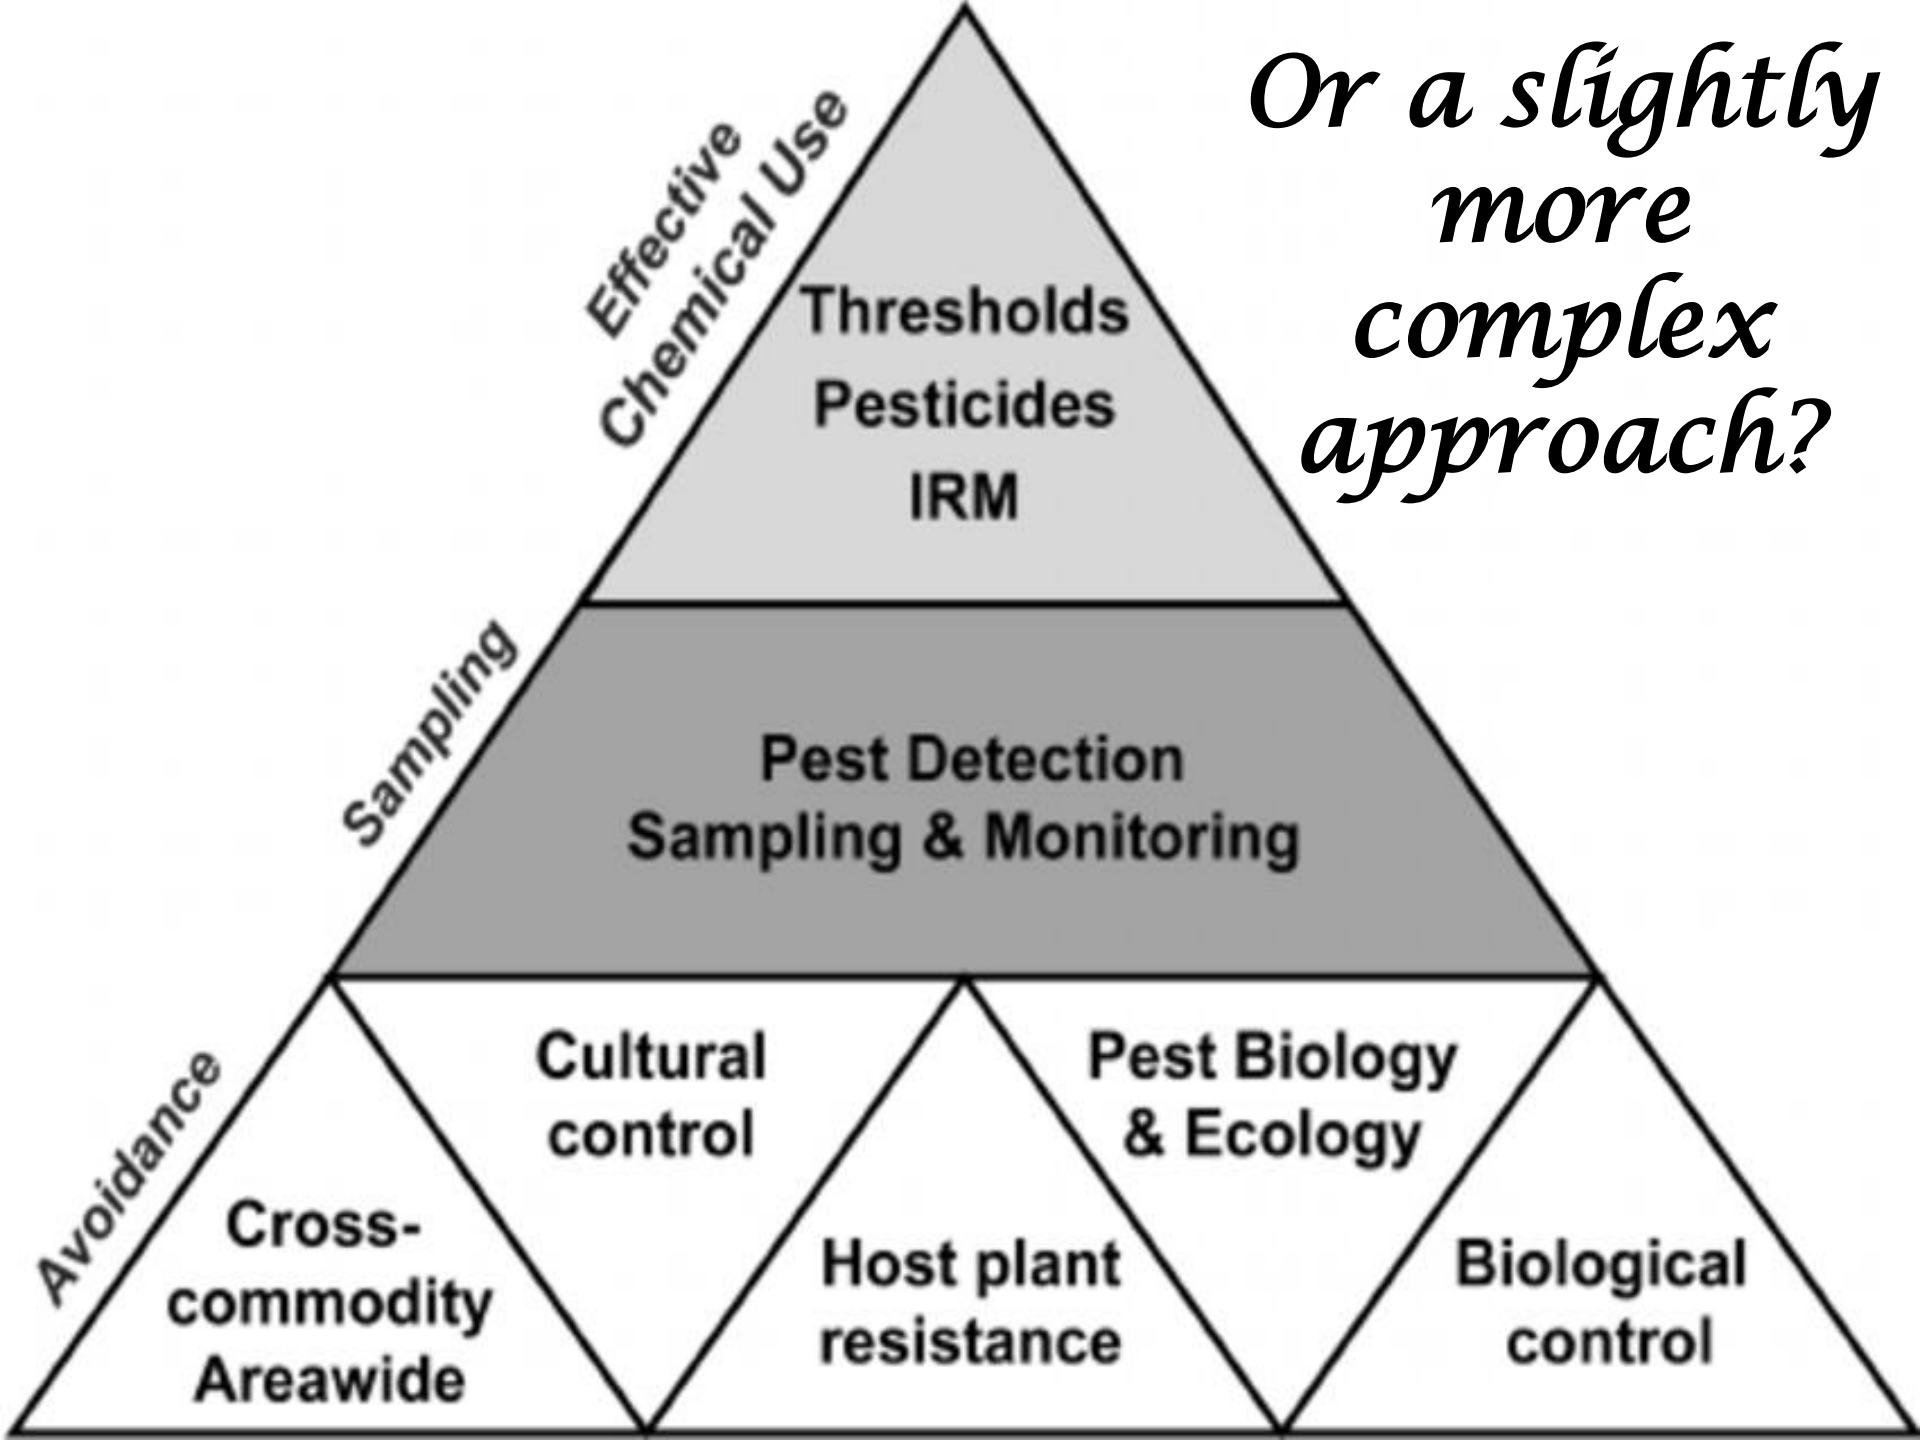 Or a slightly
more
complex
approach?
Effective
Chemical Use
Thresholds
Pesticides
IRM
Sampling
Pest Detection
Sampling & Monitoring
Avoidance
Cross-
commodity
Areawide
Cultural
control
Host plant
resistance
Pest Biology
& Ecology
Biological
control